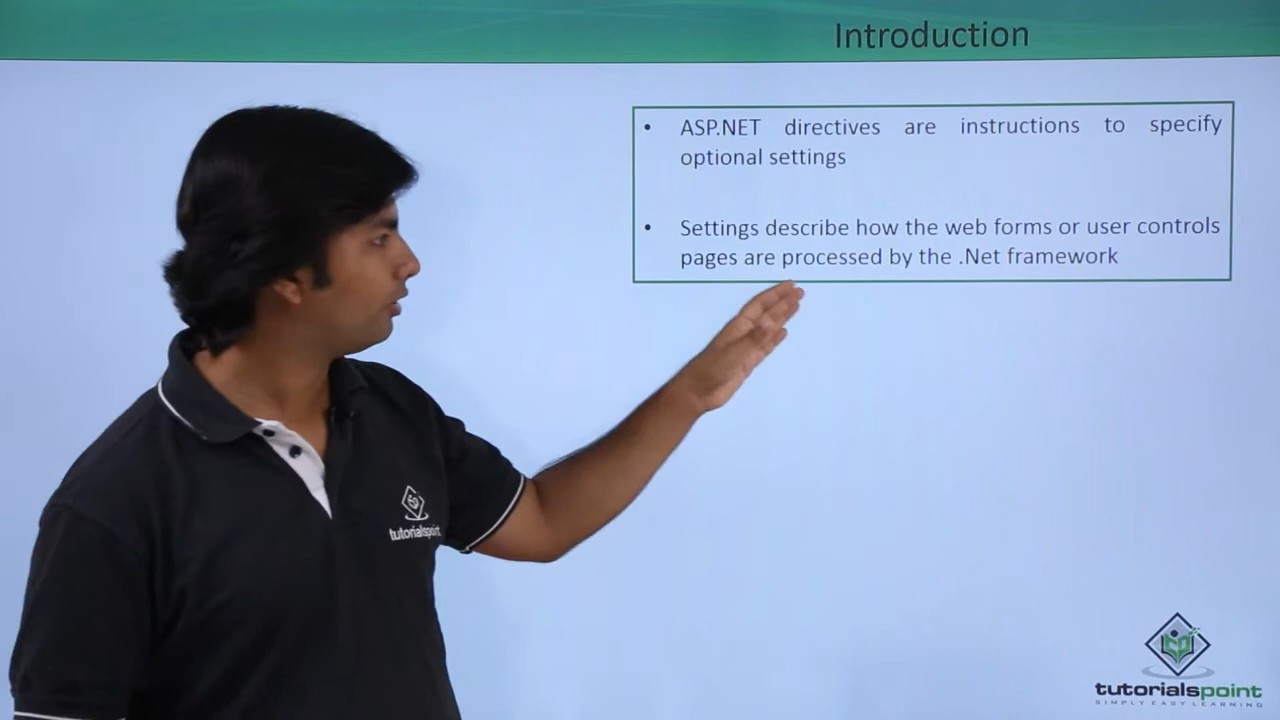 Introduction
• ASP.NET directives are instructions to specify
optional settings
• Settings describe how the web forms or user controls
pages are processed by the .Net framework
tutorialspoint
tutorialspoint
SIMPLY EASY LEARNING